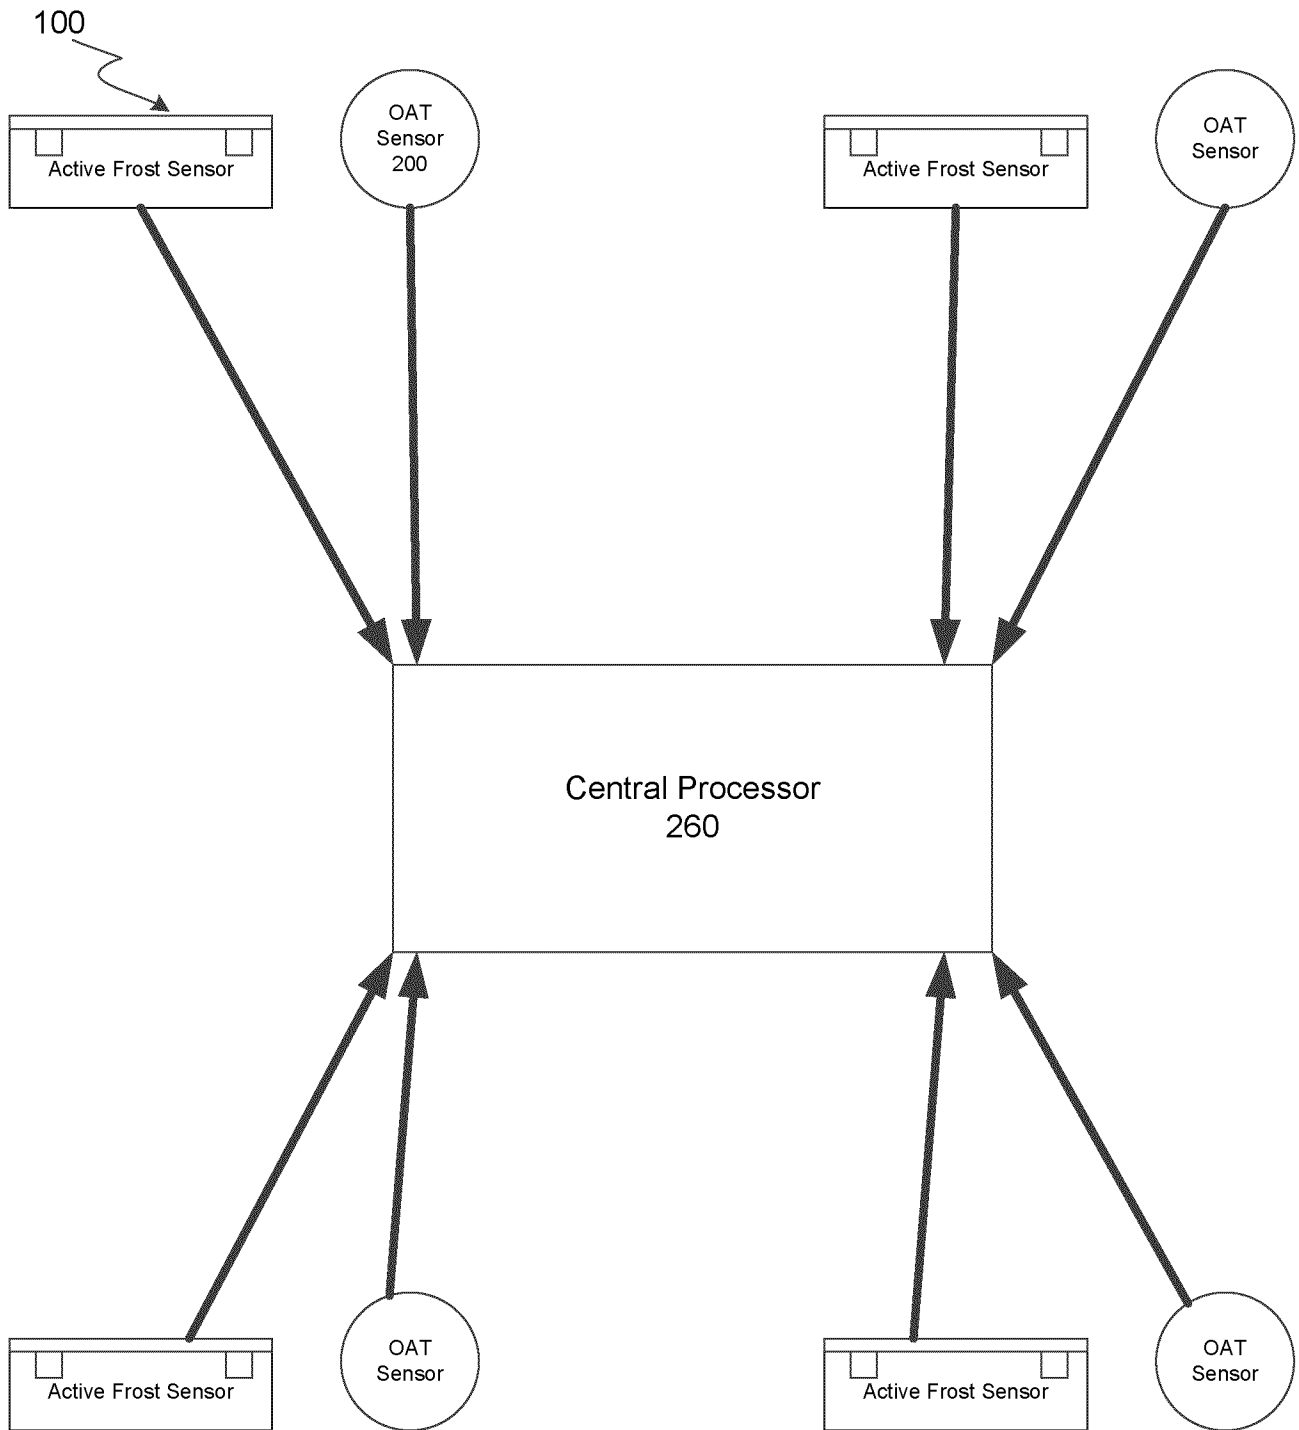 100
Active Frost Sensor
OAT
Sensor
200
Active Frost Sensor
OAT
Sensor
Central Processor
260
Active Frost Sensor
OAT
Sensor
Active Frost Sensor
OAT
Sensor